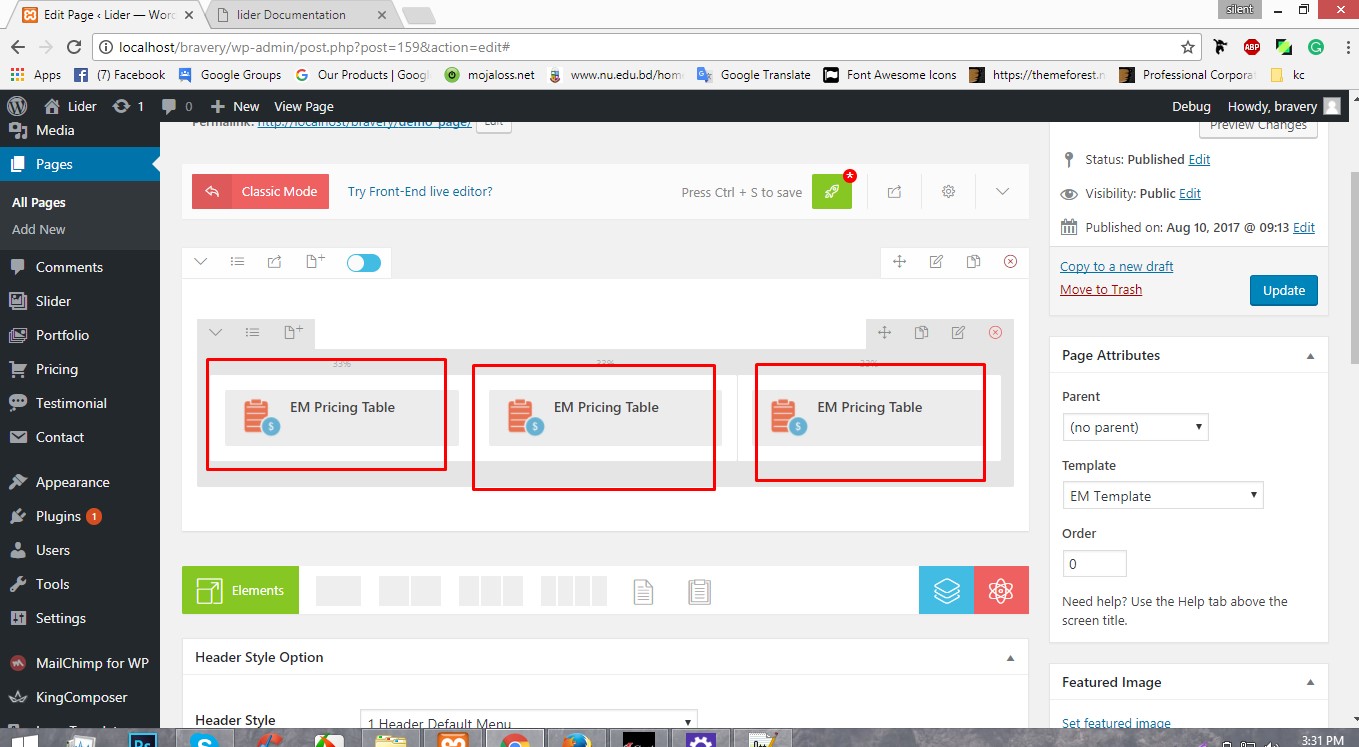 Edit Page ‹ Lider — Word
lider Documentation
silent
localhost/bravery/wp-admin/post.php?post=159&action=edit#
ABP
Apps
(7) Facebook
Google Groups
Our Products | Googl
mojaloss.net
www.nu.edu.bd/hom
Google Translate
Font Awesome Icons
https://themeforest.n
Professional Corpora
kc
Lider
1
0
New
View Page
Debug
Howdy, bravery
Media
Pages
All Pages
Add New
Comments
Slider
Portfolio
Pricing
Testimonial
Contact
Appearance
Plugins 1
Users
Tools
Settings
MailChimp for WP
KingComposer
Permalink: http://localhost/bravery/demo-page/
Edit
Classic Mode
Try Front-End live editor?
Press Ctrl + S to save
33%
33%
33%
EM Pricing Table
EM Pricing Table
EM Pricing Table
Elements
Header Style Option
Header Style
1 Header Default Menu
Preview Changes
Status: Published Edit
Visibility: Public Edit
Published on: Aug 10, 2017 @ 09:13 Edit
Copy to a new draft
Move to Trash
Update
Page Attributes
Parent
(no parent)
Template
EM Template
Order
0
Need help? Use the Help tab above the
screen title.
Featured Image
Set featured image
Ps
3:31 PM